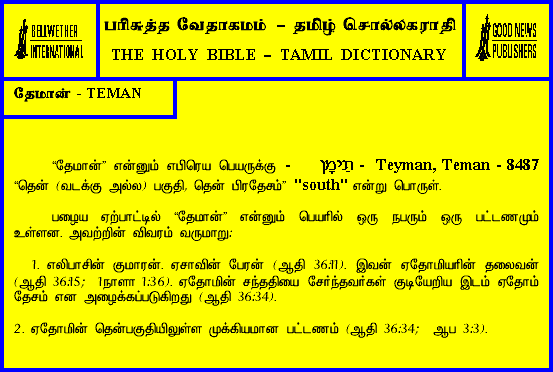 BELLWETHER
INTERNATIONAL
பரிசுத்த வேதாகமம் – தமிழ் சொல்லகராதி
THE HOLY BIBLE – TAMIL DICTIONARY
GOOD NEWS
PUBLISHERS
தேமான் - TEMAN
“தேமான்” என்னும் எபிரெய பெயருக்கு - תֵּימָן - Teyman, Teman - 8487
“தென் (வடக்கு அல்ல) பகுதி, தென் பிரதேசம்” "south" என்று பொருள்.
பழைய ஏற்பாட்டில் “தேமான்” என்னும் பெயரில் ஒரு நபரும் ஒரு பட்டணமும்
உள்ளன. அவற்றின் விவரம் வருமாறு:
1. எலிபாசின் குமாரன். ஏசாவின் பேரன் (ஆதி 36:11). இவன் ஏதோமியரின் தலைவன்
(ஆதி 36:15; 1நாளா 1:36). ஏதோமின் சந்ததியை சேர்ந்தவர்கள் குடியேறிய இடம் ஏதோம்
தேசம் என அழைக்கப்படுகிறது (ஆதி 36:34).
2. ஏதோமின் தென்பகுதியிலுள்ள முக்கியமான பட்டணம் (ஆதி 36:34; ஆப 3:3).